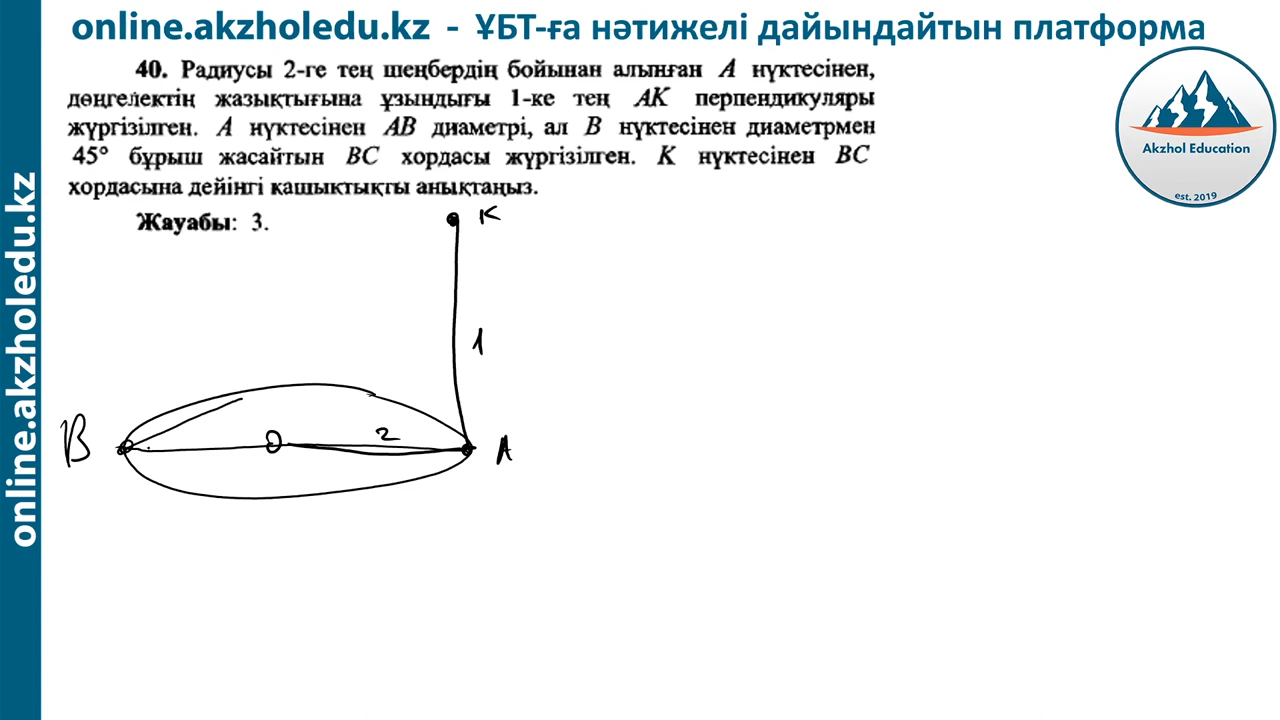 online.akzholedu.kz - ҰБТ-ға нәтижелі дайындайтын платформа
40. Радиусы 2-ге тең шеңбердің бойынан алынған A нүктесінен,
дөңгелектің жазықтығына ұзындығы 1-ке тең AK перпендикуляры
жүргізілген. A нүктесінен AB диаметрі, ал B нүктесінен диаметрмен
45° бұрыш жасайтын BC хордасы жүргізілген. K нүктесінен BC
хордасына дейінгі қашықтықты анықтаңыз.
Жауабы: 3.
Akzhol Education
est. 2019
online.akzholedu.kz
K
1
B
O
2
A